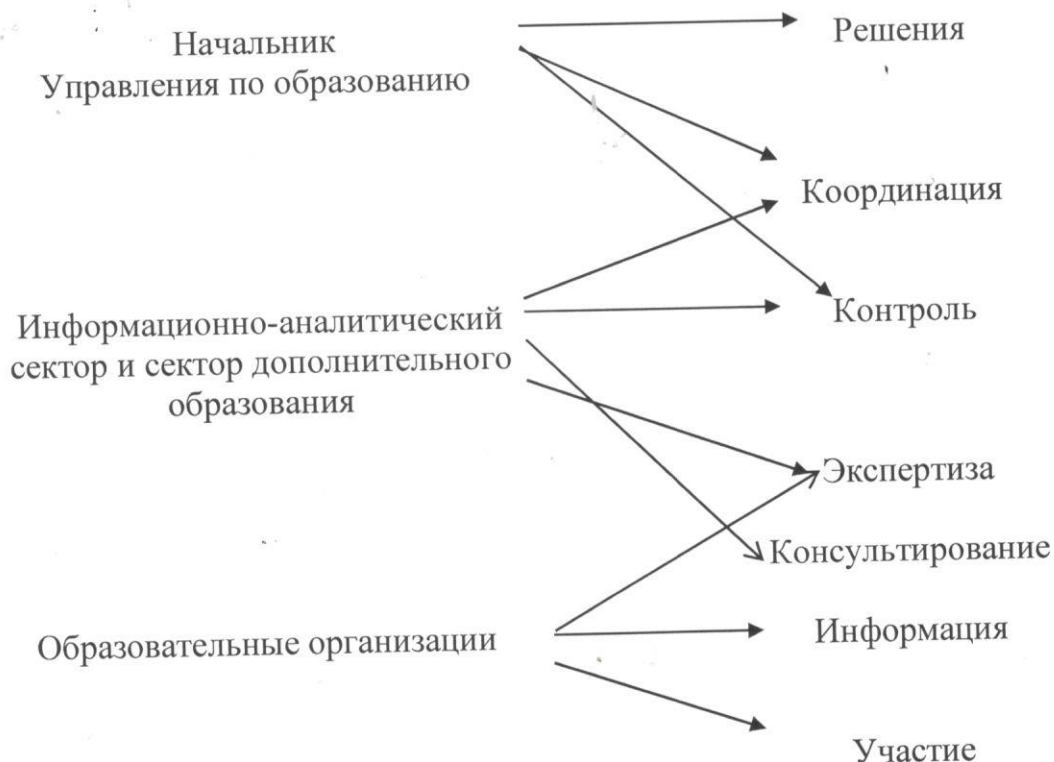 Начальник
Управления по образованию
Решения
Координация
Информационно-аналитический
сектор и сектор дополнительного
образования
Контроль
Экспертиза
Консультирование
Образовательные организации
Информация
Участие